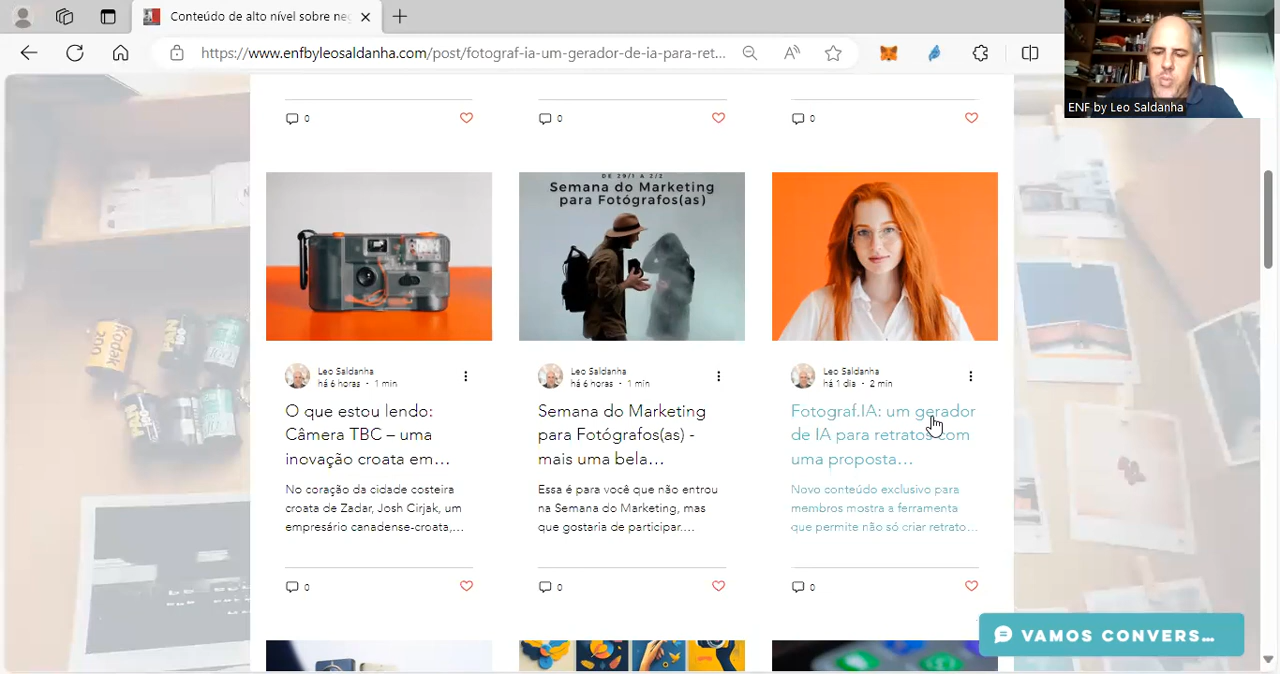 Conteúdo de alto nível sobre ne
https://www.enfbyleosaldanha.com/post/fotograf-ia-um-gerador-de-ia-para-ret...
ENF by Leo Saldanha
0
0
0
DE 29/1 A 2/2
Semana do Marketing
para Fotógrafos(as)
Leo Saldanha
há 6 horas · 1 min
O que estou lendo:
Câmera TBC – uma
inovação croata em...
No coração da cidade costeira
croata de Zadar, Josh Cirjak, um
empresário canadense-croata,...
0
Leo Saldanha
há 6 horas · 1 min
Semana do Marketing
para Fotógrafos(as) -
mais uma bela...
Essa é para você que não entrou
na Semana do Marketing, mas
que gostaria de participar....
0
Leo Saldanha
há 1 dia · 2 min
Fotograf.IA: um gerador
de IA para retratos com
uma proposta...
Novo conteúdo exclusivo para
membros mostra a ferramenta
que permite não só criar retrato...
0
kodak
200
VAMOS CONVERS...